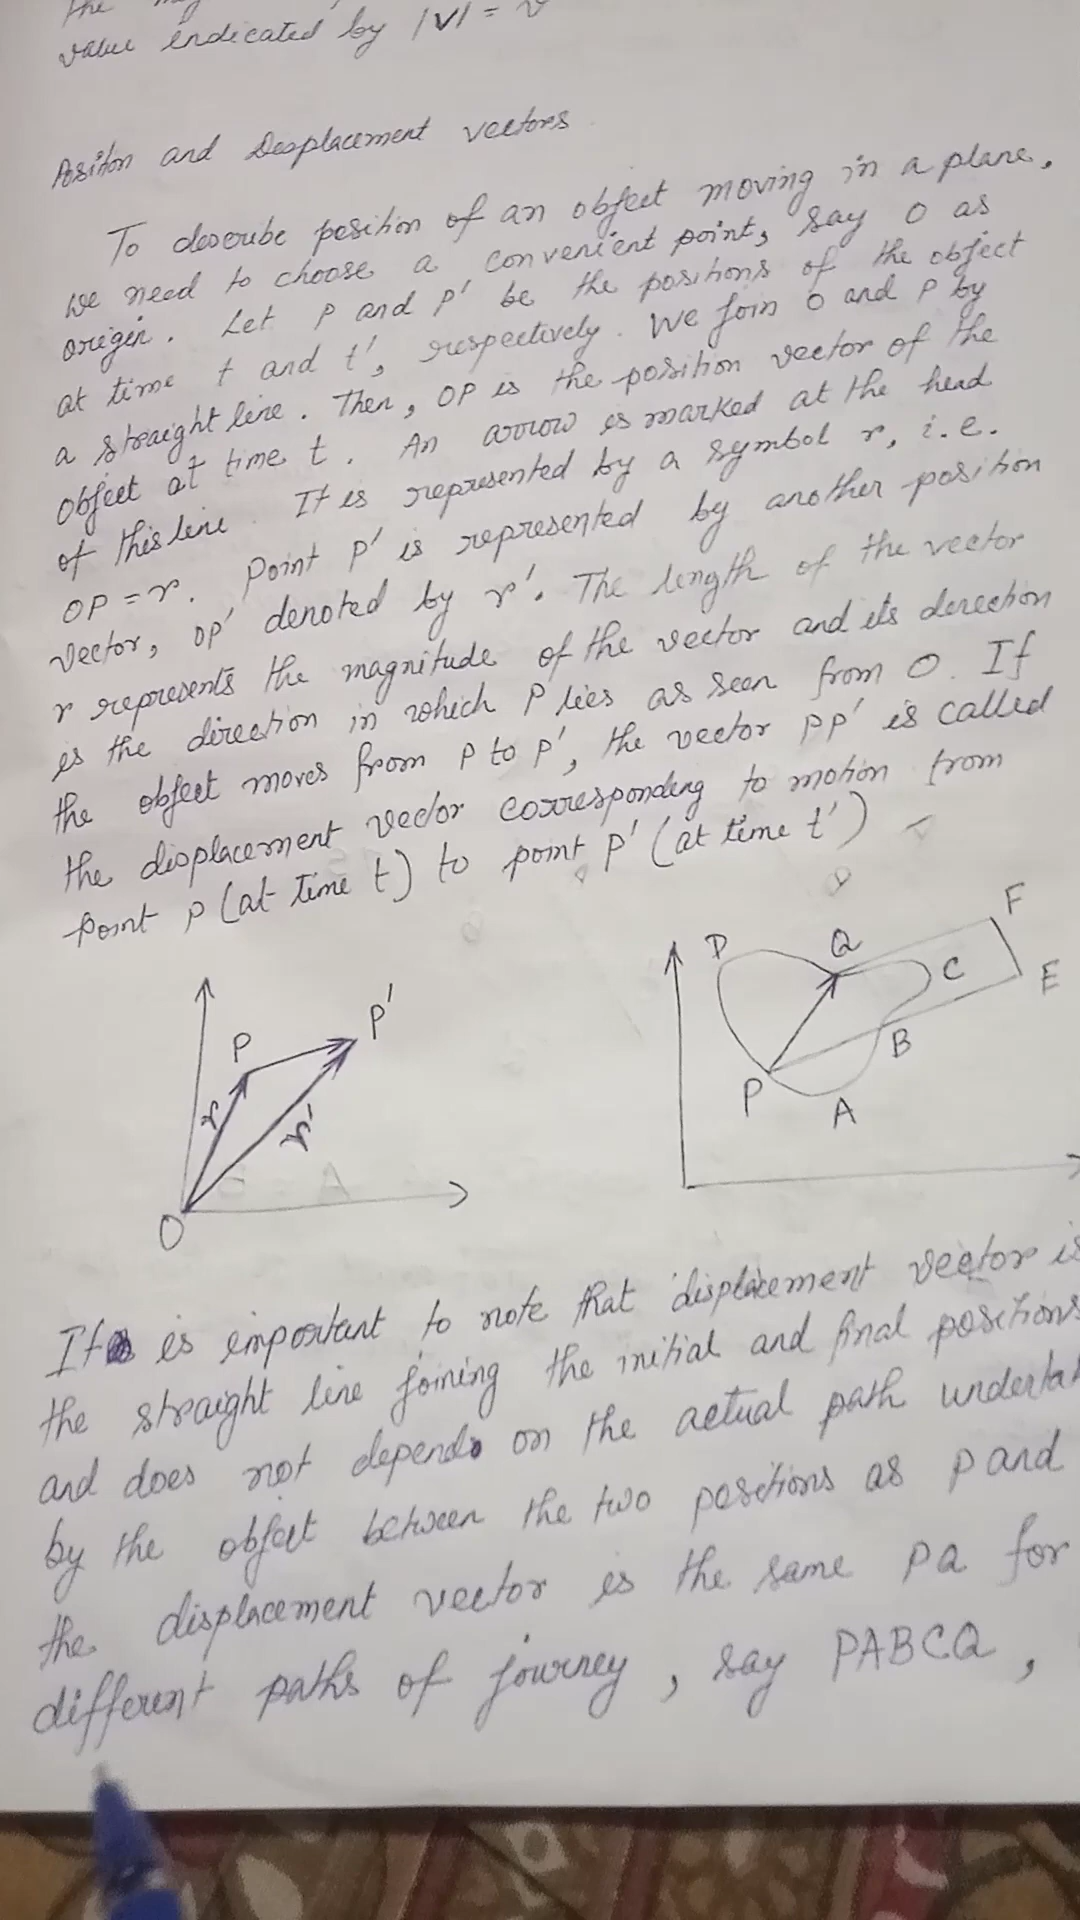 the
value indicated by |V| = v
Position and Desplacement vectors
To describe position of an object moving in a plane,
we need to choose a convenient point, say O as
origin. Let P and P' be the positions of the object
at time t and t', respectively. We join O and P by
a straight line. Then, OP is the position vector of the
object at time t. An arrow is marked at the head
of this line. It is represented by a symbol r, i.e.
OP = r. Point P' is represented by another position
vector, OP' denoted by r'. The length of the vector
r represents the magnitude of the vector and its derection
is the direction in which P lies as seen from O. If
the object moves from P to P', the vector PP' is called
the displacement vector corresponding to motion from
point P (at time t) to point P' (at time t')
P P' r r' O
D Q F C E B P A
It is important to note that displacement vector is
the straight line joining the initial and final positions
and does not depend on the actual path
by the object between the two positions as P and
the displacement vector is the same PQ for
different paths of journey, say PABCQ,